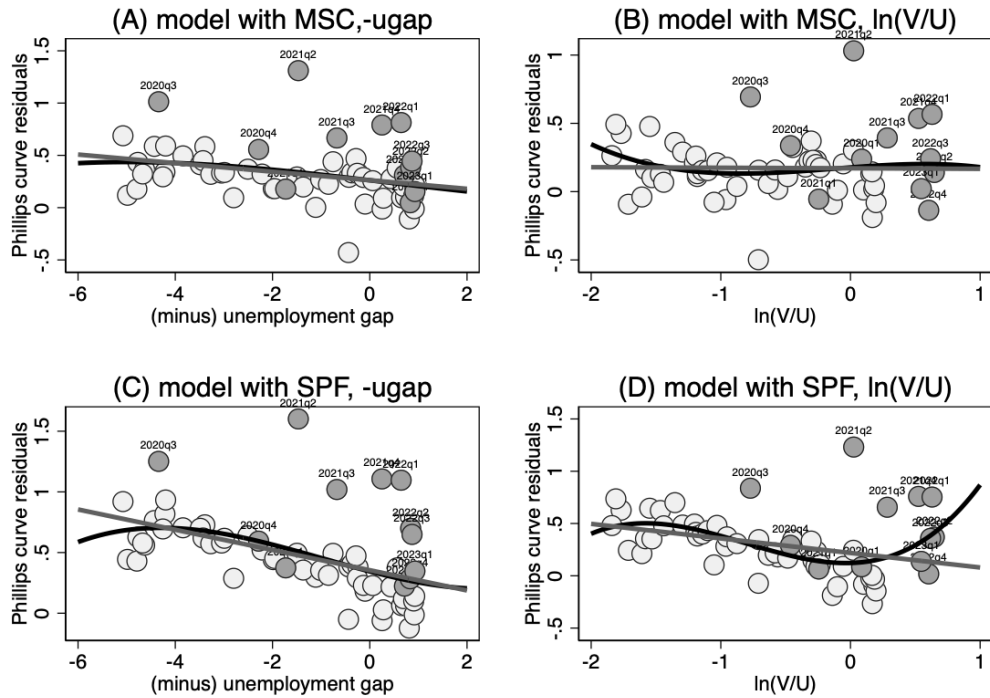 (A) model with MSC,-ugap
Phillips curve residuals
1.5
1
.5
0
-.5
2021q2
2020q3
2021q4
2022q1
2021q3
2020q4
2022q3
2023q1
-6
-4
-2
0
2
(minus) unemployment gap
(B) model with MSC, ln(V/U)
Phillips curve residuals
1
.5
0
-.5
2021q2
2020q3
2022q1
2021q4
2021q3
2020q4
2020q1
2022q3
2023q1
2021q1
2022q4
-2
-1
0
1
ln(V/U)
(C) model with SPF, -ugap
Phillips curve residuals
1.5
1
.5
0
2021q2
2020q3
2021q4
2022q1
2021q3
2022q3
2020q4
2023q1
-6
-4
-2
0
2
(minus) unemployment gap
(D) model with SPF, ln(V/U)
Phillips curve residuals
1.5
1
.5
0
-.5
2021q2
2020q3
2022q1
2021q3
2020q4
2020q1
2023q1
2022q4
-2
-1
0
1
ln(V/U)